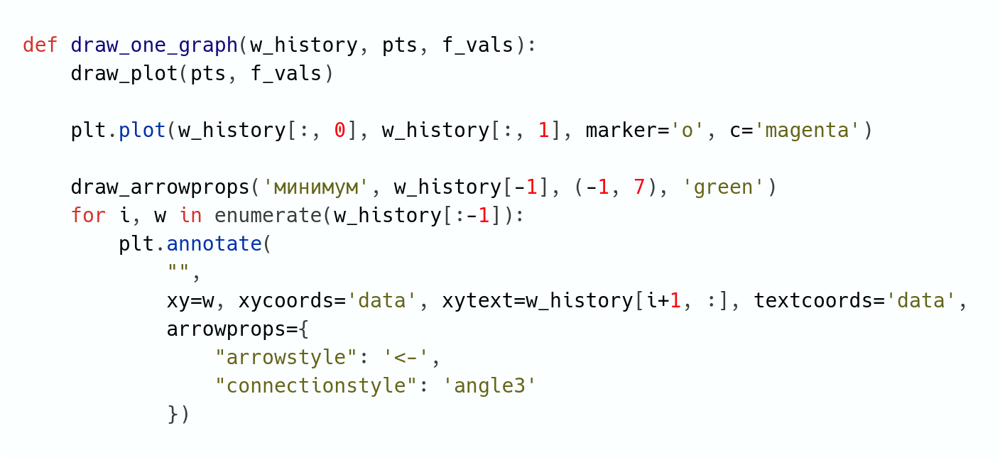 def draw_one_graph(w_history, pts, f_vals):
    draw_plot(pts, f_vals)

    plt.plot(w_history[:, 0], w_history[:, 1], marker='o', c='magenta')

    draw_arrowprops('минимум', w_history[-1], (-1, 7), 'green')
    for i, w in enumerate(w_history[:-1]):
        plt.annotate(
            "",
            xy=w, xycoords='data', xytext=w_history[i+1, :], textcoords='data',
            arrowprops={
                "arrowstyle": '<-',
                "connectionstyle": 'angle3'
            })